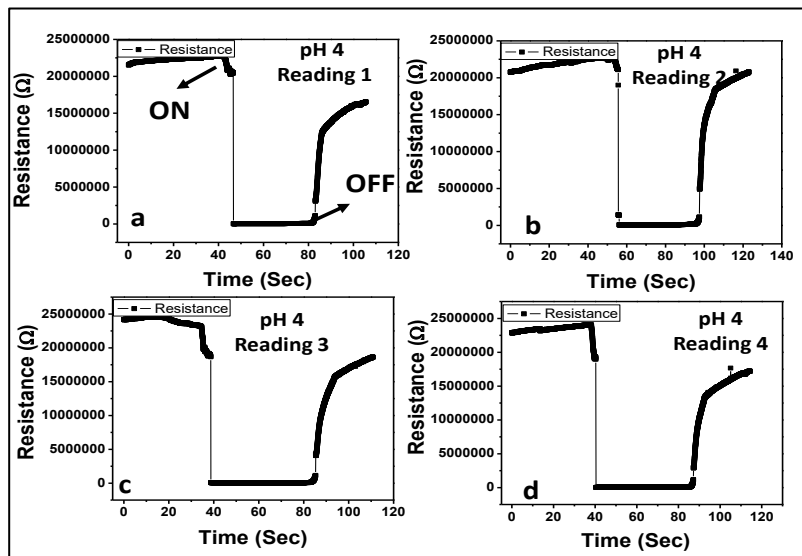 Resistance
pH 4
Reading 1
ON
OFF
a
Resistance (Ω)
25000000
20000000
15000000
10000000
5000000
0
0 20 40 60 80 100 120
Time (Sec)
Resistance
pH 4
Reading 2
b
Resistance (Ω)
25000000
20000000
15000000
10000000
5000000
0
0 20 40 60 80 100 120 140
Time (Sec)
Resistance
pH 4
Reading 3
c
Resistance (Ω)
25000000
20000000
15000000
10000000
5000000
0
0 20 40 60 80 100 120
Time (Sec)
Resistance
pH 4
Reading 4
d
Resistance (Ω)
25000000
20000000
15000000
10000000
5000000
0
0 20 40 60 80 100 120
Time (Sec)